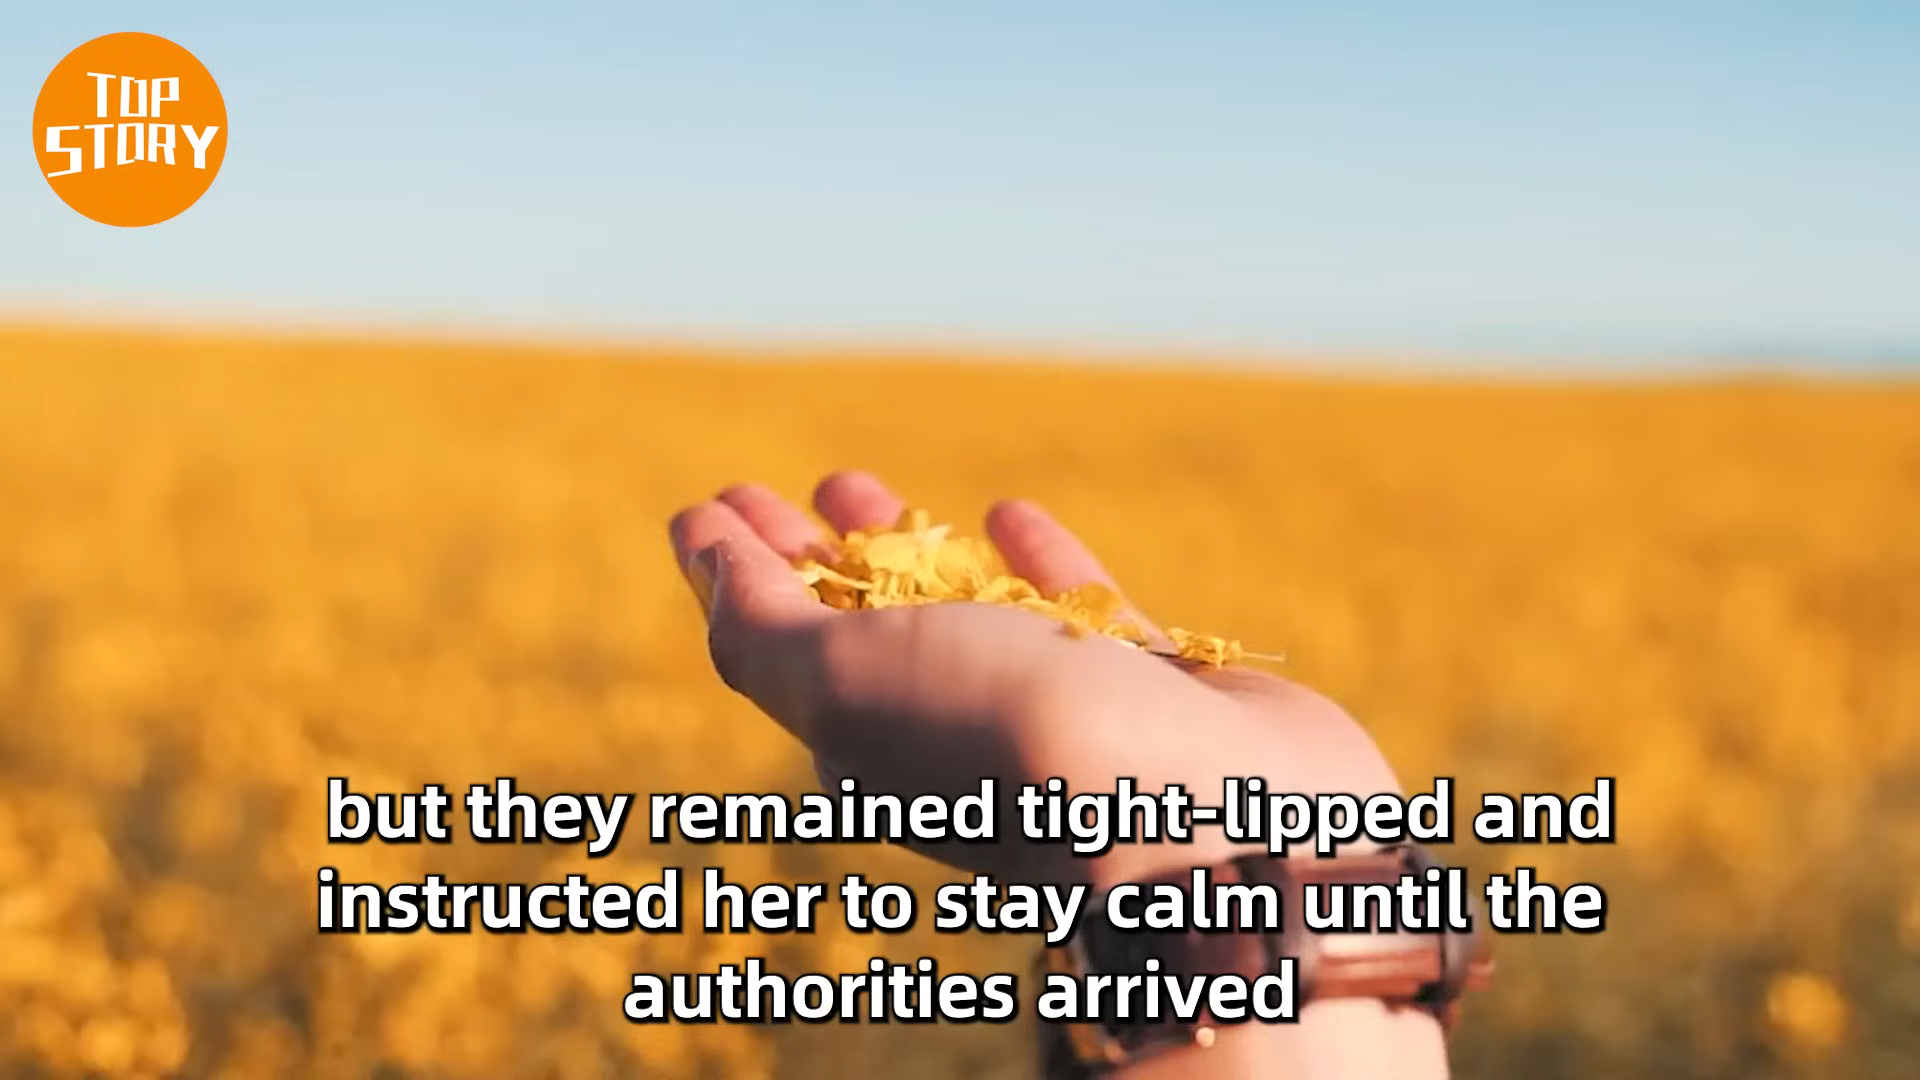 TOP
STORY
but they remained tight-lipped and
instructed her to stay calm until the
authorities arrived